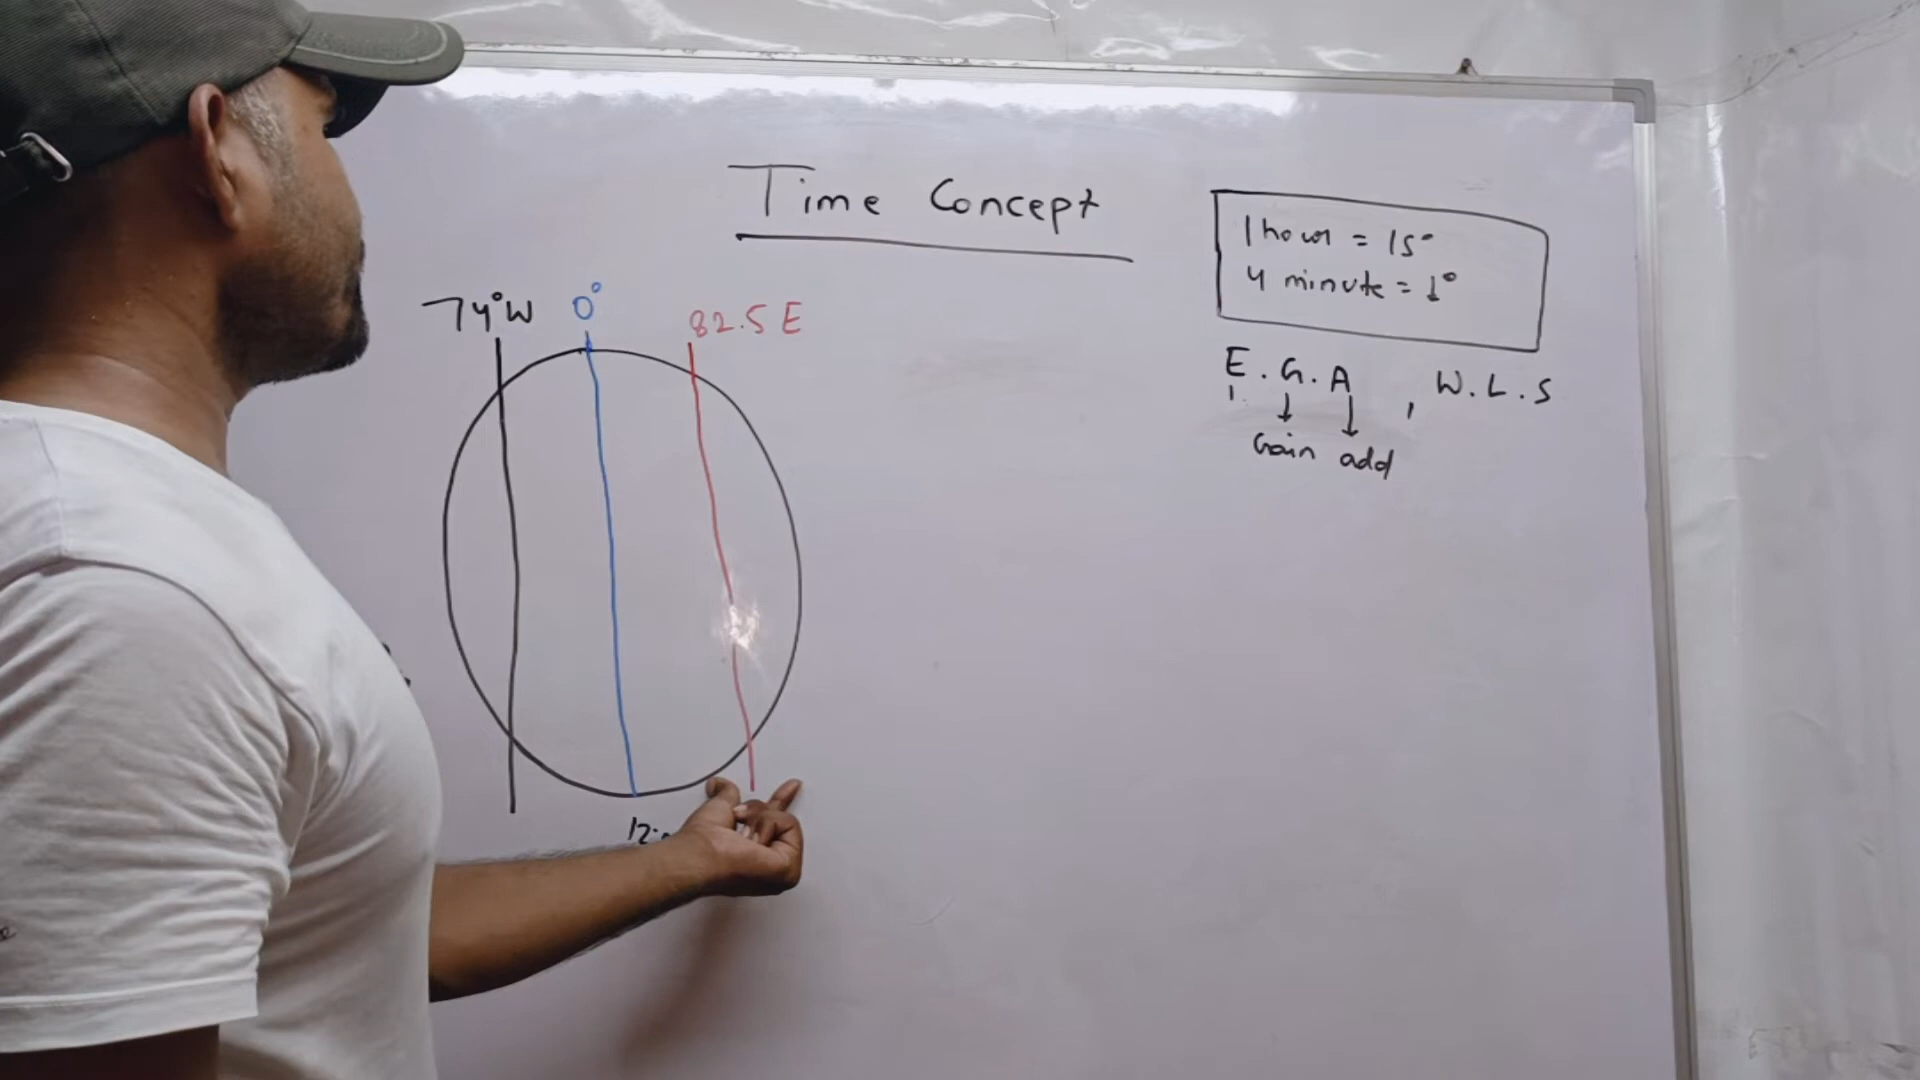 Time Concept
1 hour = 15°
4 minute = 1°
74°W 0° 82.5 E
E. G. A , W. L. S
Gain add